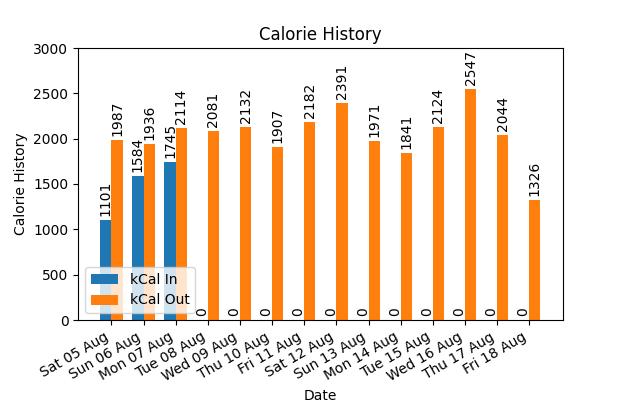 Calorie History
3000
2500
2000
1500
1000
500
0
Calorie History
1101
1987
1584
1936
1745
2114
0
2081
0
2132
0
1907
0
2182
0
2391
0
1971
0
1841
0
2124
0
2547
0
2044
0
1326
kCal In
kCal Out
Sat 05 Aug
Sun 06 Aug
Mon 07 Aug
Tue 08 Aug
Wed 09 Aug
Thu 10 Aug
Fri 11 Aug
Sat 12 Aug
Sun 13 Aug
Mon 14 Aug
Tue 15 Aug
Wed 16 Aug
Thu 17 Aug
Fri 18 Aug
Date